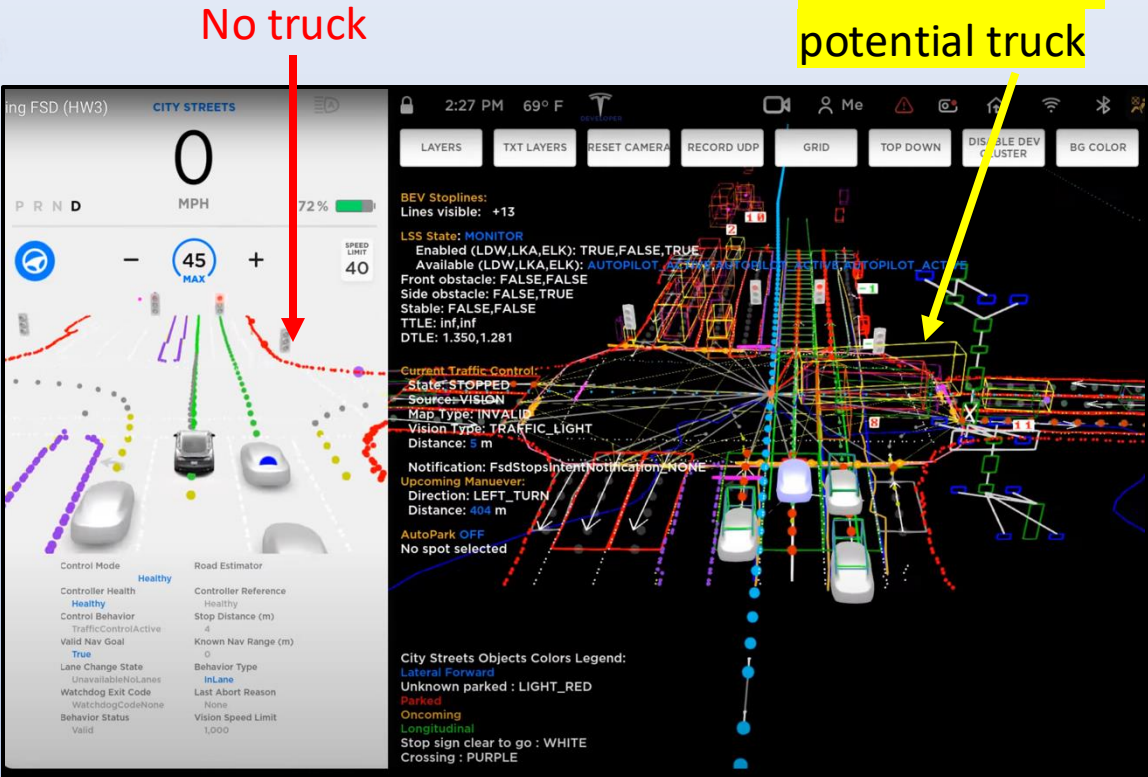 No truck
potential truck
ing FSD (HW3)
CITY STREETS
0
MPH
P R N D
72 %
−
45
MAX
+
SPEED
LIMIT
40
Control Mode
Healthy
Road Estimator
Controller Health
Healthy
Controller Reference
Healthy
Control Behavior
TrafficControlActive
Stop Distance (m)
4
Valid Nav Goal
True
Known Nav Range (m)
0
Lane Change State
UnavailableNoLanes
Behavior Type
InLane
Watchdog Exit Code
WatchdogCodeNone
Last Abort Reason
None
Behavior Status
Valid
Vision Speed Limit
1,000
2:27 PM 69° F
DEVELOPER
Me
LAYERS
TXT LAYERS
RESET CAMERA
RECORD UDP
GRID
TOP DOWN
DISABLE DEV
CLUSTER
BG COLOR
BEV Stoplines:
Lines visible: +13
LSS State: MONITOR
Enabled (LDW,LKA,ELK): TRUE,FALSE,TRUE
Available (LDW,LKA,ELK): AUTOPILOT_ACTIVE,AUTOPILOT_ACTIVE,AUTOPILOT_ACTIVE
Front obstacle: FALSE,FALSE
Side obstacle: FALSE,TRUE
Stable: FALSE,FALSE
TTLE: inf,inf
DTLE: 1.350,1.281
Current Traffic Control:
State: STOPPED
Source: VISION
Map Type: INVALID
Vision Type: TRAFFIC_LIGHT
Distance: 5 m
Notification: FsdStopsIntentNotification_NONE
Upcoming Manuever:
Direction: LEFT_TURN
Distance: 404 m
AutoPark OFF
No spot selected
City Streets Objects Colors Legend:
Lateral Forward
Unknown parked : LIGHT_RED
Parked
Oncoming
Longitudinal
Stop sign clear to go : WHITE
Crossing : PURPLE
10
2
-1
8
X
11